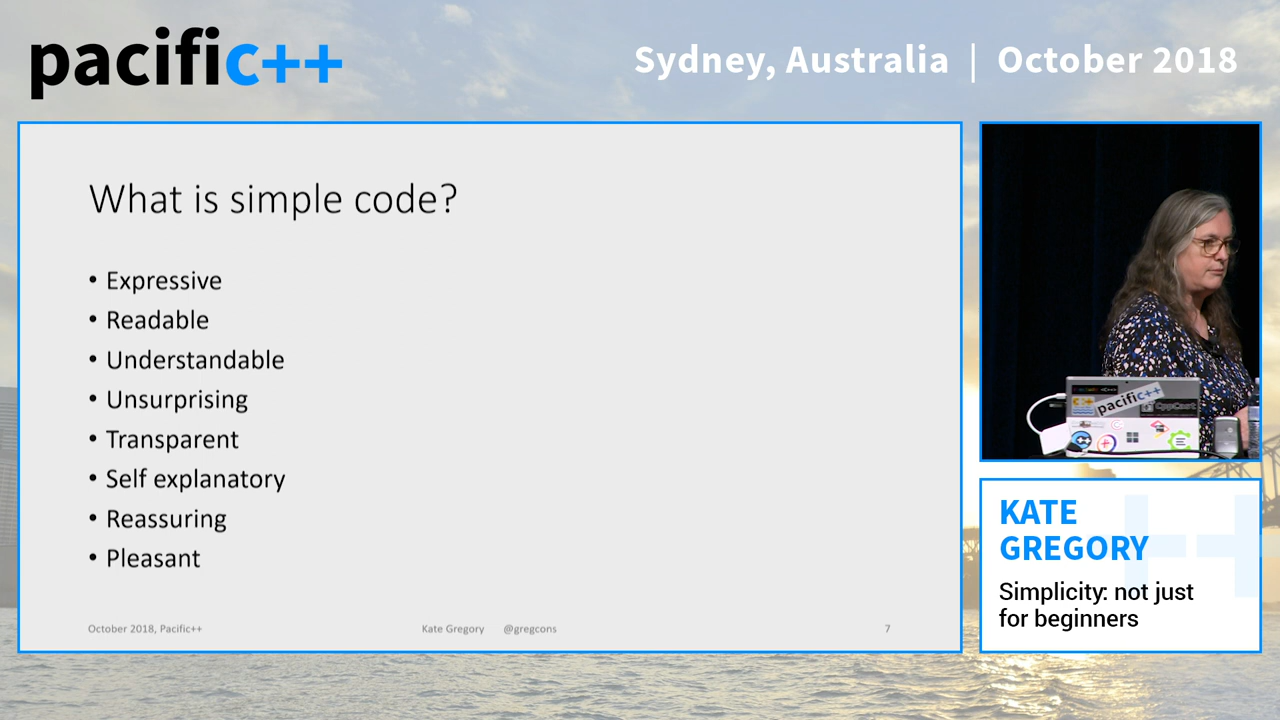 pacific++
Sydney, Australia | October 2018
What is simple code?
• Expressive
• Readable
• Understandable
• Unsurprising
• Transparent
• Self explanatory
• Reassuring
• Pleasant
October 2018, Pacific++
Kate Gregory @gregcons
7
pacific++
CppCast
KATE
GREGORY
Simplicity: not just
for beginners